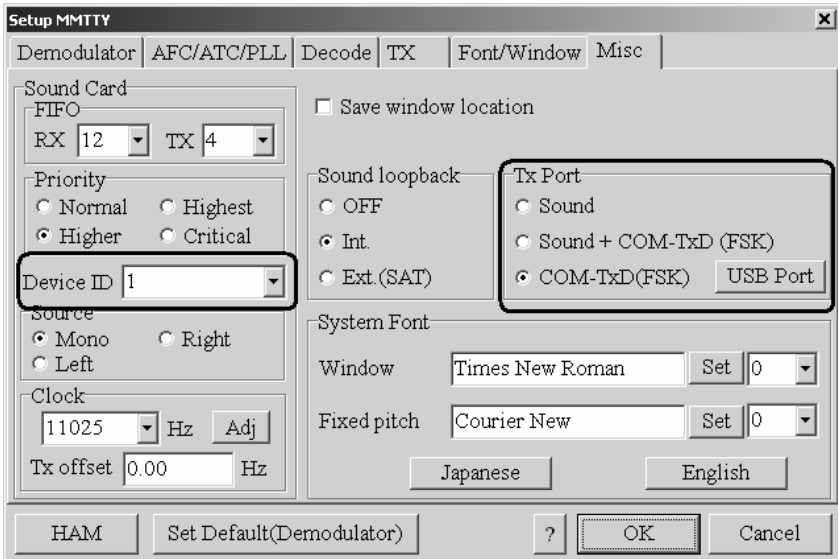 Setup MMTTY
Demodulator AFC/ATC/PLL Decode TX Font/Window Misc
Sound Card
FIFO
RX 12 TX 4
Priority
Normal Highest
Higher Critical
Device ID 1
Source
Mono Right
Left
Clock
11025 Hz Adj
Tx offset 0.00 Hz
Save window location
Sound loopback
OFF
Int.
Ext.(SAT)
Tx Port
Sound
Sound + COM-TxD (FSK)
COM-TxD(FSK) USB Port
System Font
Window Times New Roman Set 0
Fixed pitch Courier New Set 0
Japanese English
HAM Set Default(Demodulator) ? OK Cancel